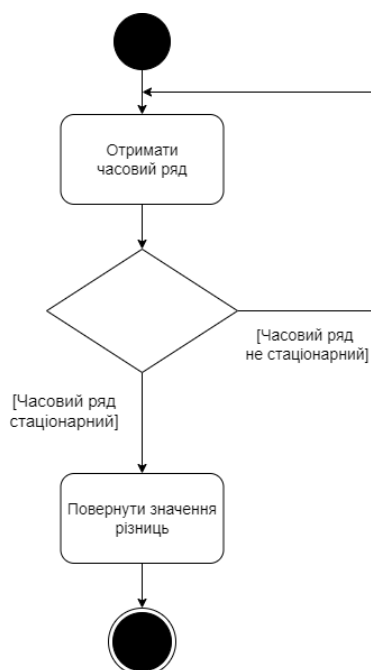 Отримати
часовий ряд
[Часовий ряд
не стаціонарний]
[Часовий ряд
стаціонарний]
Повернути значення
різниць